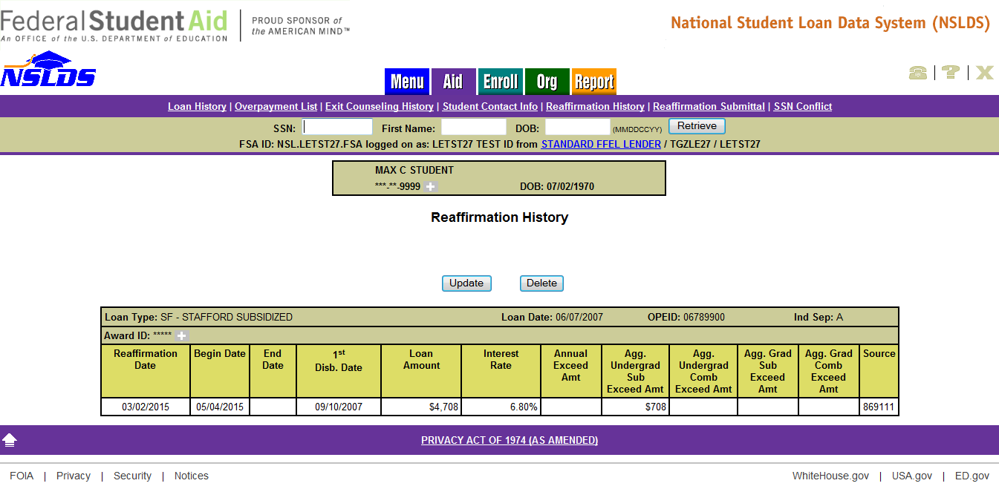 Federal Student Aid
An OFFICE of the U.S. DEPARTMENT of EDUCATION
PROUD SPONSOR of
the AMERICAN MIND™
National Student Loan Data System (NSLDS)
NSLDS
Menu Aid Enroll Org Report
?
X
Loan History | Overpayment List | Exit Counseling History | Student Contact Info | Reaffirmation History | Reaffirmation Submittal | SSN Conflict
SSN: First Name: DOB: (MMDDCCYY) Retrieve
FSA ID: NSL.LETST27.FSA logged on as: LETST27 TEST ID from STANDARD FFEL LENDER / TGZLE27 / LETST27
MAX C STUDENT
***-**-9999 + DOB: 07/02/1970
Reaffirmation History
Update Delete
Loan Type: SF - STAFFORD SUBSIDIZED Loan Date: 06/07/2007 OPEID: 06789900 Ind Sep: A
Award ID: ***** +
Reaffirmation Date Begin Date End Date 1st Disb. Date Loan Amount Interest Rate Annual Exceed Amt Agg. Undergrad Sub Exceed Amt Agg. Undergrad Comb Exceed Amt Agg. Grad Sub Exceed Amt Agg. Grad Comb Exceed Amt Source
03/02/2015 05/04/2015 09/10/2007 $4,708 6.80% $708 869111
PRIVACY ACT OF 1974 (AS AMENDED)
FOIA | Privacy | Security | Notices WhiteHouse.gov | USA.gov | ED.gov